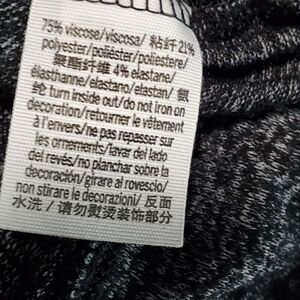 75% viscose/viscosa/ 粘纤 21%
polyester/poliéster/poliestere/
聚酯纤维 4% elastane/
élasthanne/elastano/elastan/ 氨
纶 turn inside out/ do not iron on
decoration/ retourner le vêtement
à l'envers/ne pas repasser sur
les ornements/lavar del lado
del revés/no planchar sobre la
decoración/girare al rovescio/
non stirare le decorazioni/ 反面
水洗 / 请勿熨烫装饰部分